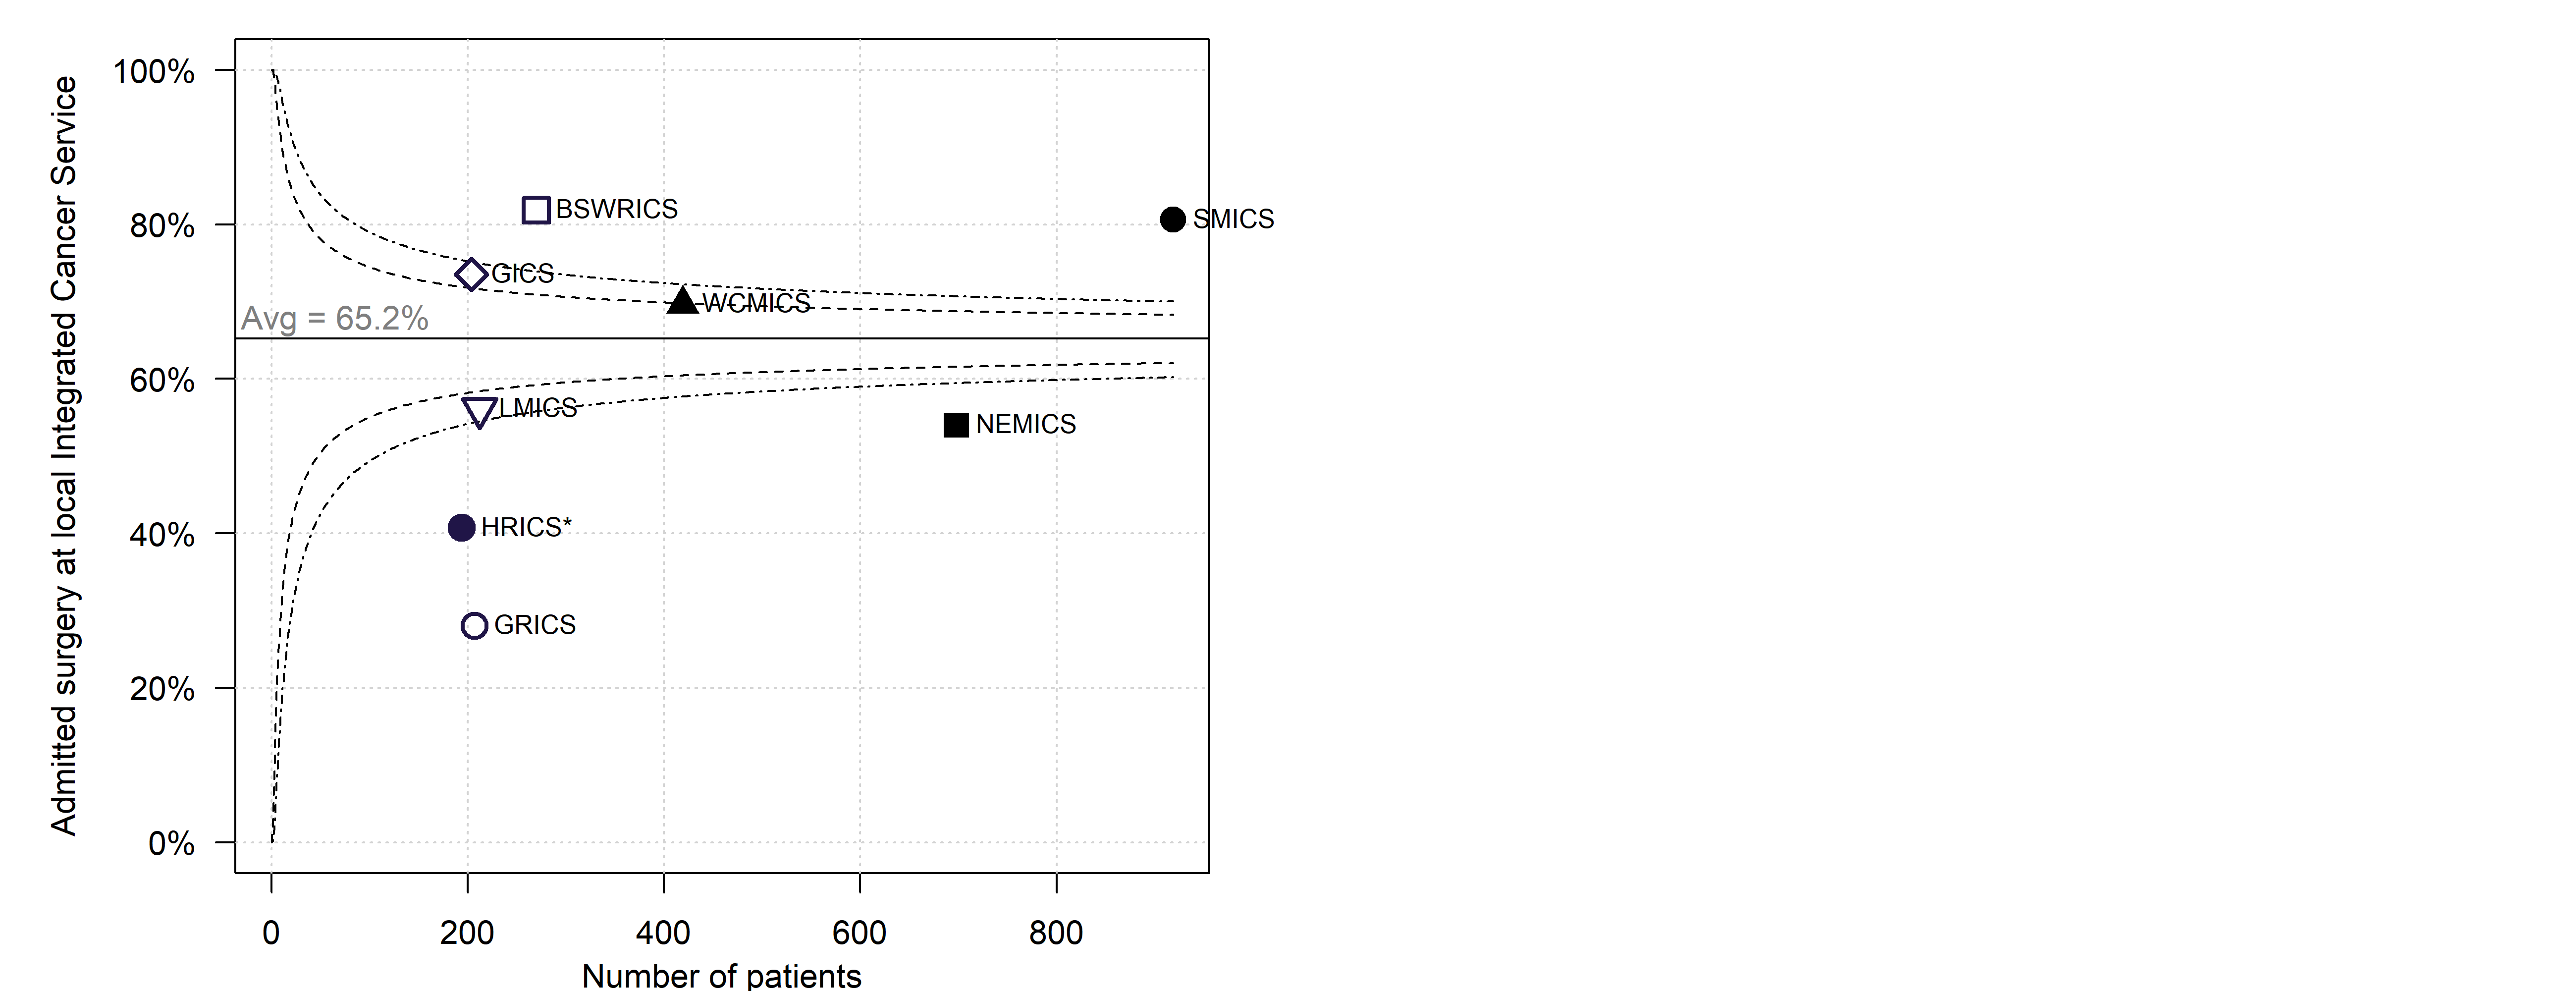 Admitted surgery at local Integrated Cancer Service
100%
80%
60%
40%
20%
0%
BSWRICS
SMICS
GICS
WCMICS
Avg = 65.2%
LMICS
NEMICS
HRICS*
GRICS
0 200 400 600 800
Number of patients